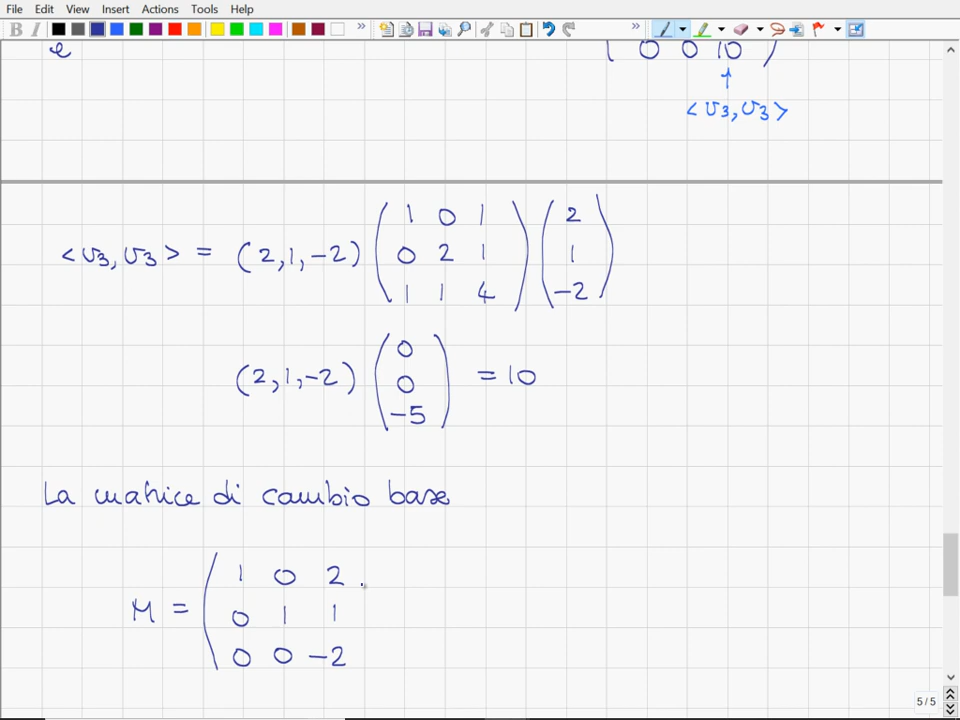 File Edit View Insert Actions Tools Help
B I » »
e ( 0 0 10 )
↑
<v3,v3>
<v3,v3> = (2,1,-2) ( 1 0 1 ) ( 2 )
( 0 2 1 ) ( 1 )
( 1 1 4 ) ( -2 )
(2,1,-2) ( 0 ) = 10
( 0 )
( -5 )
La matrice di cambio base
M = ( 1 0 2
0 1 1
0 0 -2
5 / 5